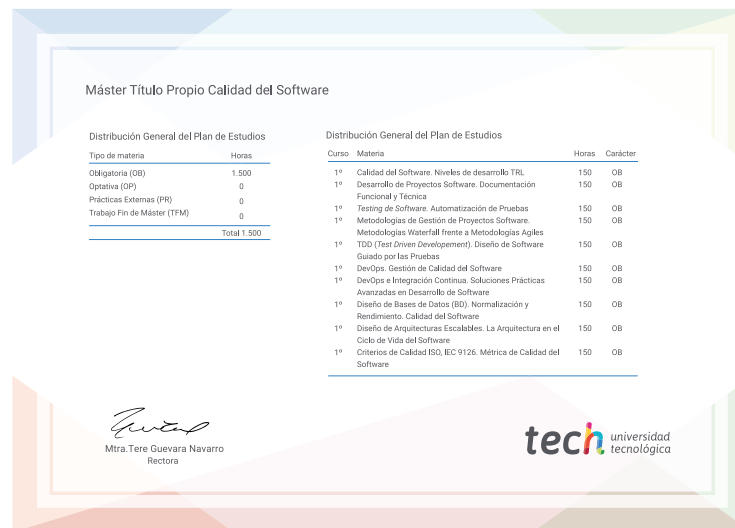 Máster Título Propio Calidad del Software
Distribución General del Plan de Estudios
Tipo de materia Horas
Obligatoria (OB) 1.500
Optativa (OP) 0
Prácticas Externas (PR) 0
Trabajo Fin de Máster (TFM) 0
Total 1.500
Distribución General del Plan de Estudios
Curso Materia Horas Carácter
1º Calidad del Software. Niveles de desarrollo TRL 150 OB
1º Desarrollo de Proyectos Software. Documentación 150 OB
Funcional y Técnica
1º Testing de Software. Automatización de Pruebas 150 OB
1º Metodologías de Gestión de Proyectos Software. 150 OB
Metodologías Waterfall frente a Metodologías Agiles
1º TDD (Test Driven Developement). Diseño de Software 150 OB
Guiado por las Pruebas
1º DevOps. Gestión de Calidad del Software 150 OB
1º DevOps e Integración Continua. Soluciones Prácticas 150 OB
Avanzadas en Desarrollo de Software
1º Diseño de Bases de Datos (BD). Normalización y 150 OB
Rendimiento. Calidad del Software
1º Diseño de Arquitecturas Escalables. La Arquitectura en el 150 OB
Ciclo de Vida del Software
1º Criterios de Calidad ISO, IEC 9126. Métrica de Calidad del 150 OB
Software
Mtra.Tere Guevara Navarro
Rectora
tech universidad
tecnológica